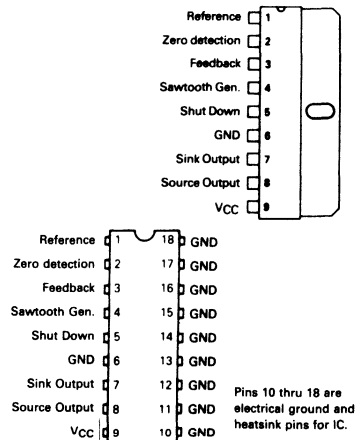 Reference 1
Zero detection 2
Feedback 3
Sawtooth Gen. 4
Shut Down 5
GND 6
Sink Output 7
Source Output 8
VCC 9
Reference 1 18 GND
Zero detection 2 17 GND
Feedback 3 16 GND
Sawtooth Gen. 4 15 GND
Shut Down 5 14 GND
GND 6 13 GND
Sink Output 7 12 GND
Source Output 8 11 GND
VCC 9 10 GND
Pins 10 thru 18 are
electrical ground and
heatsink pins for IC.